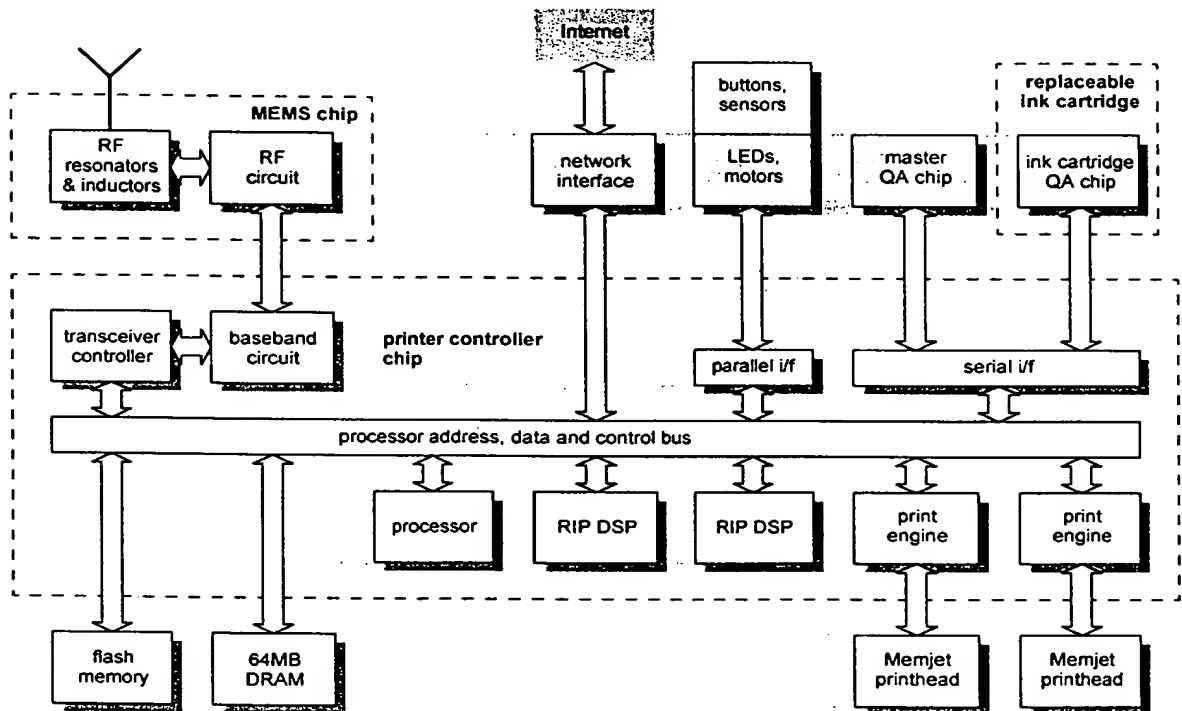 Internet
MEMS chip
RF
resonators
& inductors
RF
circuit
network
interface
buttons,
sensors
LEDs,
motors
master
QA chip
replaceable
ink cartridge
ink cartridge
QA chip
transceiver
controller
baseband
circuit
printer controller
chip
parallel i/f
serial i/f
processor address, data and control bus
processor
RIP DSP
RIP DSP
print
engine
print
engine
flash
memory
64MB
DRAM
Memjet
printhead
Memjet
printhead